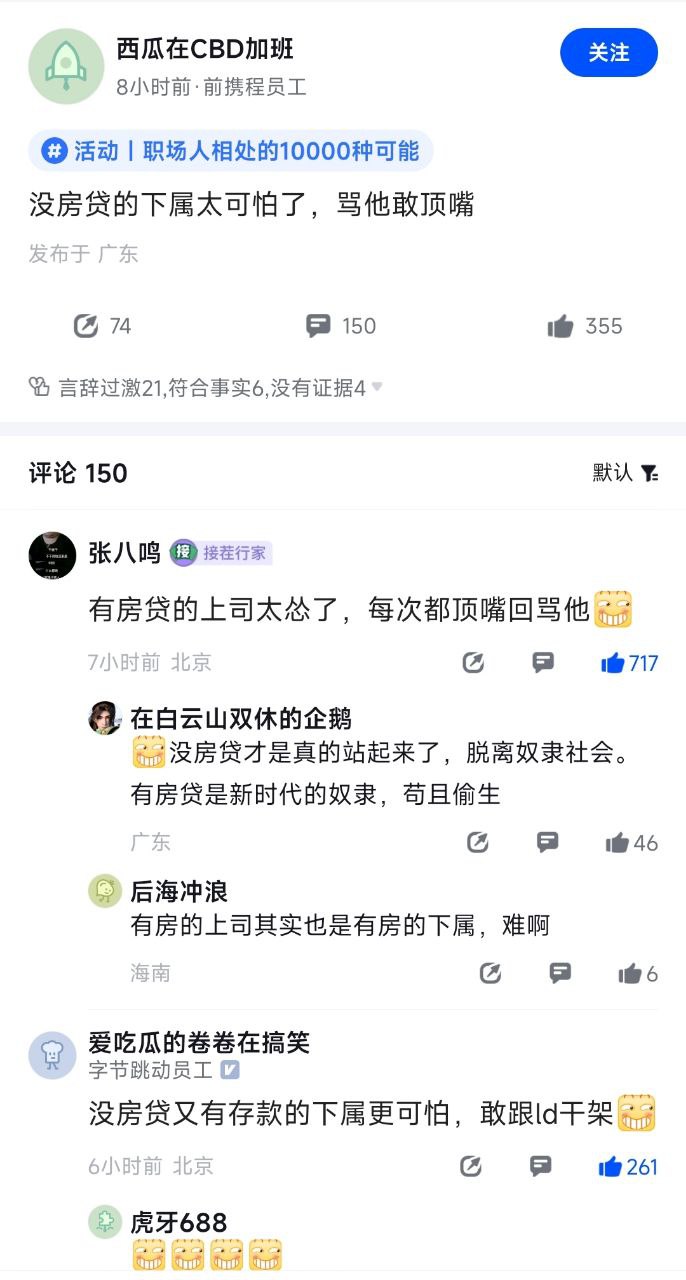 西瓜在CBD加班
8小时前·前携程员工
关注
# 活动丨职场人相处的10000种可能
没房贷的下属太可怕了，骂他敢顶嘴
发布于 广东
74
150
355
言辞过激21,符合事实6,没有证据4
评论 150
默认
张八鸣 接 接茬行家
有房贷的上司太怂了，每次都顶嘴回骂他
7小时前 北京
717
在白云山双休的企鹅
没房贷才是真的站起来了，脱离奴隶社会。
有房贷是新时代的奴隶，苟且偷生
广东
46
后海冲浪
有房的上司其实也是有房的下属，难啊
海南
6
爱吃瓜的卷卷在搞笑
字节跳动员工
没房贷又有存款的下属更可怕，敢跟ld干架
6小时前 北京
261
虎牙688